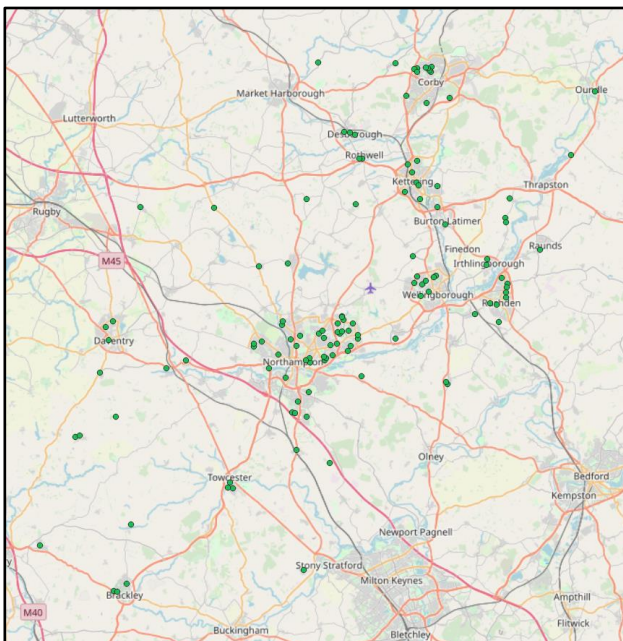 Corby
Oundle
Market Harborough
Lutterworth
Desborough
Rothwell
Kettering
Thrapston
Rugby
Burton Latimer
Raunds
Finedon
M45
Irthlingborough
Wellingborough
Rushden
Daventry
Northampton
Olney
Bedford
Towcester
Kempston
Newport Pagnell
Stony Stratford
Milton Keynes
Brackley
Ampthill
M40
Flitwick
Buckingham
Bletchley